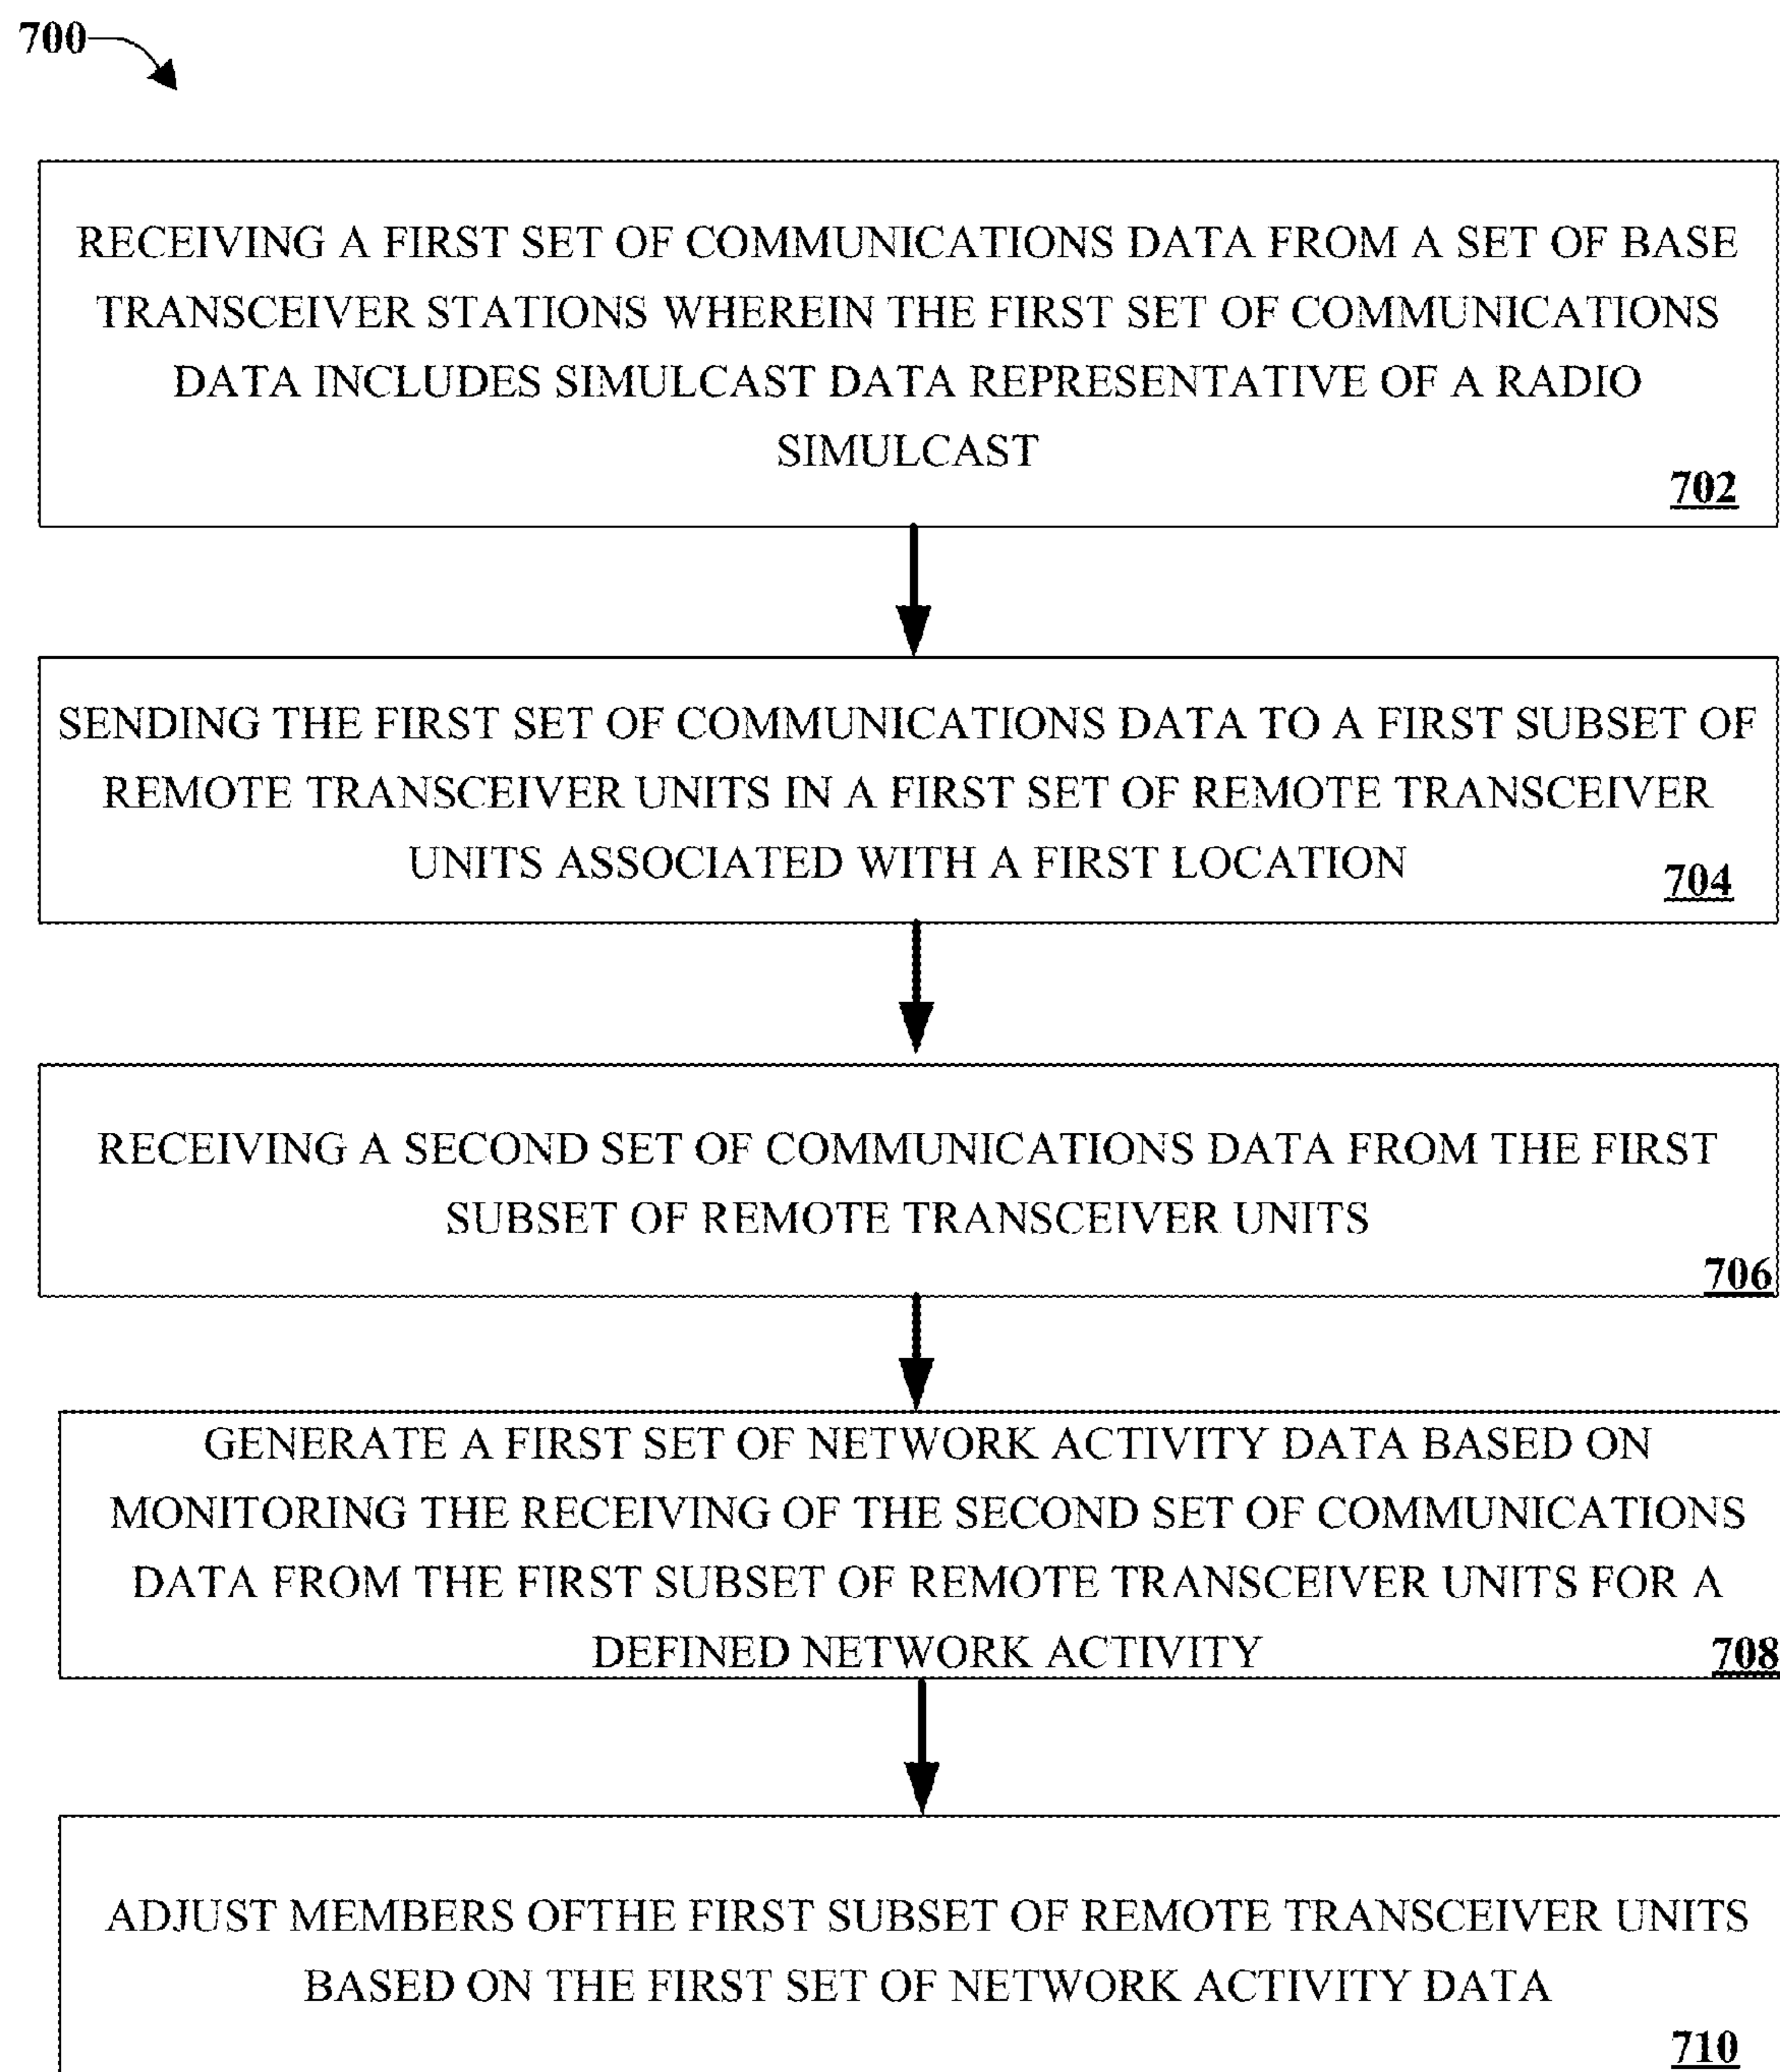 700
RECEIVING A FIRST SET OF COMMUNICATIONS DATA FROM A SET OF BASE
TRANSCEIVER STATIONS WHEREIN THE FIRST SET OF COMMUNICATIONS
DATA INCLUDES SIMULCAST DATA REPRESENTATIVE OF A RADIO
SIMULCAST
702
SENDING THE FIRST SET OF COMMUNICATIONS DATA TO A FIRST SUBSET OF
REMOTE TRANSCEIVER UNITS IN A FIRST SET OF REMOTE TRANSCEIVER
UNITS ASSOCIATED WITH A FIRST LOCATION
704
RECEIVING A SECOND SET OF COMMUNICATIONS DATA FROM THE FIRST
SUBSET OF REMOTE TRANSCEIVER UNITS
706
GENERATE A FIRST SET OF NETWORK ACTIVITY DATA BASED ON
MONITORING THE RECEIVING OF THE SECOND SET OF COMMUNICATIONS
DATA FROM THE FIRST SUBSET OF REMOTE TRANSCEIVER UNITS FOR A
DEFINED NETWORK ACTIVITY
708
ADJUST MEMBERS OFTHE FIRST SUBSET OF REMOTE TRANSCEIVER UNITS
BASED ON THE FIRST SET OF NETWORK ACTIVITY DATA
710